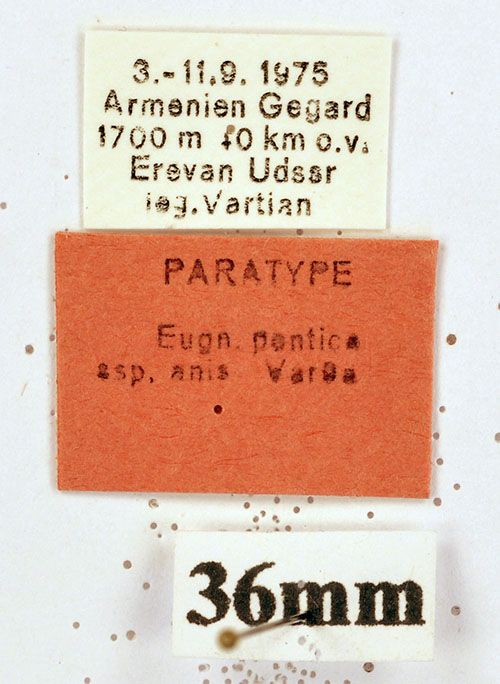 3.-11.9. 1975
Armenien Gegard
1700 m 40 km o.v.
Erevan Udssr
leg. Vartian
PARATYPE
Eugn. pontica
ssp. anis Varga
36mm